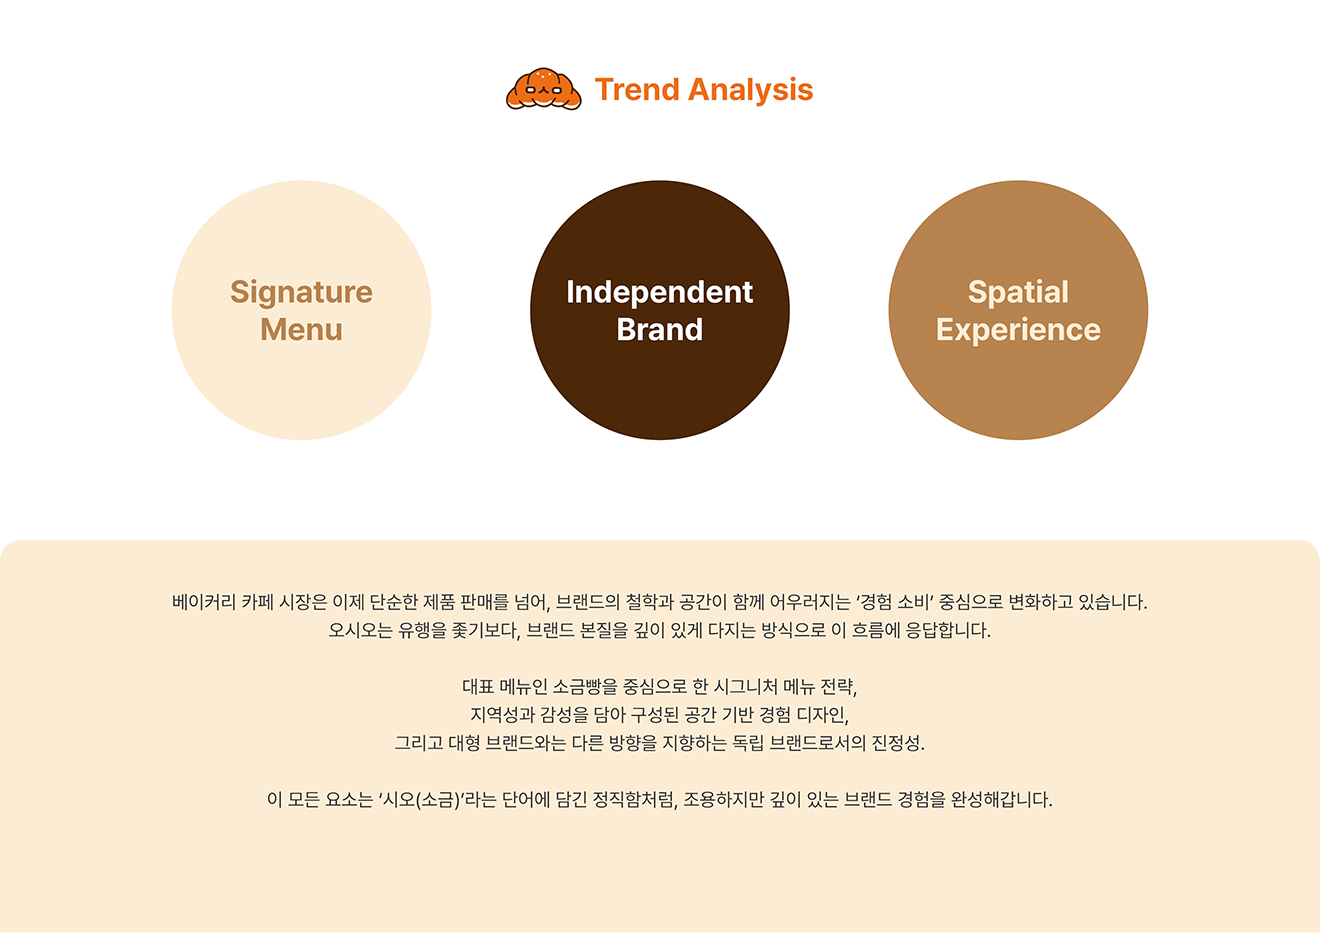 Trend Analysis
Signature
Menu
Independent
Brand
Spatial
Experience
베이커리 카페 시장은 이제 단순한 제품 판매를 넘어, 브랜드의 철학과 공간이 함께 어우러지는 ‘경험 소비’ 중심으로 변화하고 있습니다.
오시오는 유행을 좇기보다, 브랜드 본질을 깊이 있게 다지는 방식으로 이 흐름에 응답합니다.
대표 메뉴인 소금빵을 중심으로 한 시그니처 메뉴 전략,
지역성과 감성을 담아 구성된 공간 기반 경험 디자인,
그리고 대형 브랜드와는 다른 방향을 지향하는 독립 브랜드로서의 진정성.
이 모든 요소는 ‘시오(소금)’라는 단어에 담긴 정직함처럼, 조용하지만 깊이 있는 브랜드 경험을 완성해갑니다.